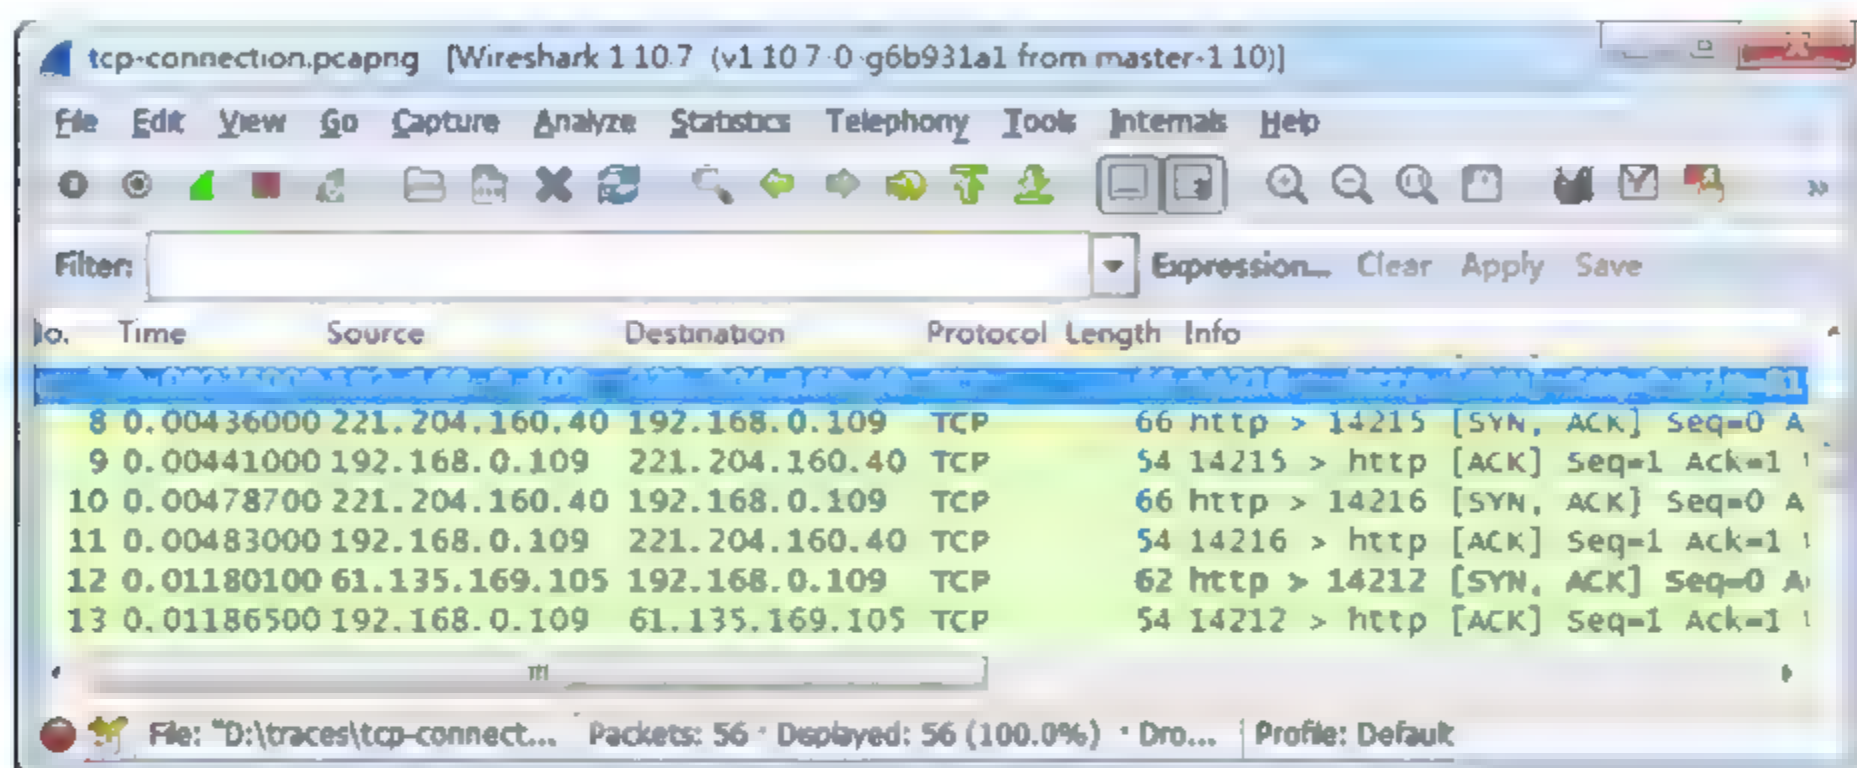 tcp-connection.pcapng [Wireshark 1.10.7 (v1.10.7-0-g6b931a1 from master-1.10)]
File Edit View Go Capture Analyze Statistics Telephony Tools Internals Help
Filter: Expression... Clear Apply Save
No. Time Source Destination Protocol Length Info
8 0.00436000 221.204.160.40 192.168.0.109 TCP 66 http > 14215 [SYN, ACK] Seq=0 A
9 0.00441000 192.168.0.109 221.204.160.40 TCP 54 14215 > http [ACK] Seq=1 Ack=1
10 0.00478700 221.204.160.40 192.168.0.109 TCP 66 http > 14216 [SYN, ACK] Seq=0 A
11 0.00483000 192.168.0.109 221.204.160.40 TCP 54 14216 > http [ACK] Seq=1 Ack=1
12 0.01180100 61.135.169.105 192.168.0.109 TCP 62 http > 14212 [SYN, ACK] Seq=0 A
13 0.01186500 192.168.0.109 61.135.169.105 TCP 54 14212 > http [ACK] Seq=1 Ack=1
File: "D:\traces\tcp-connect... Packets: 56 · Displayed: 56 (100.0%) · Dro... Profile: Default